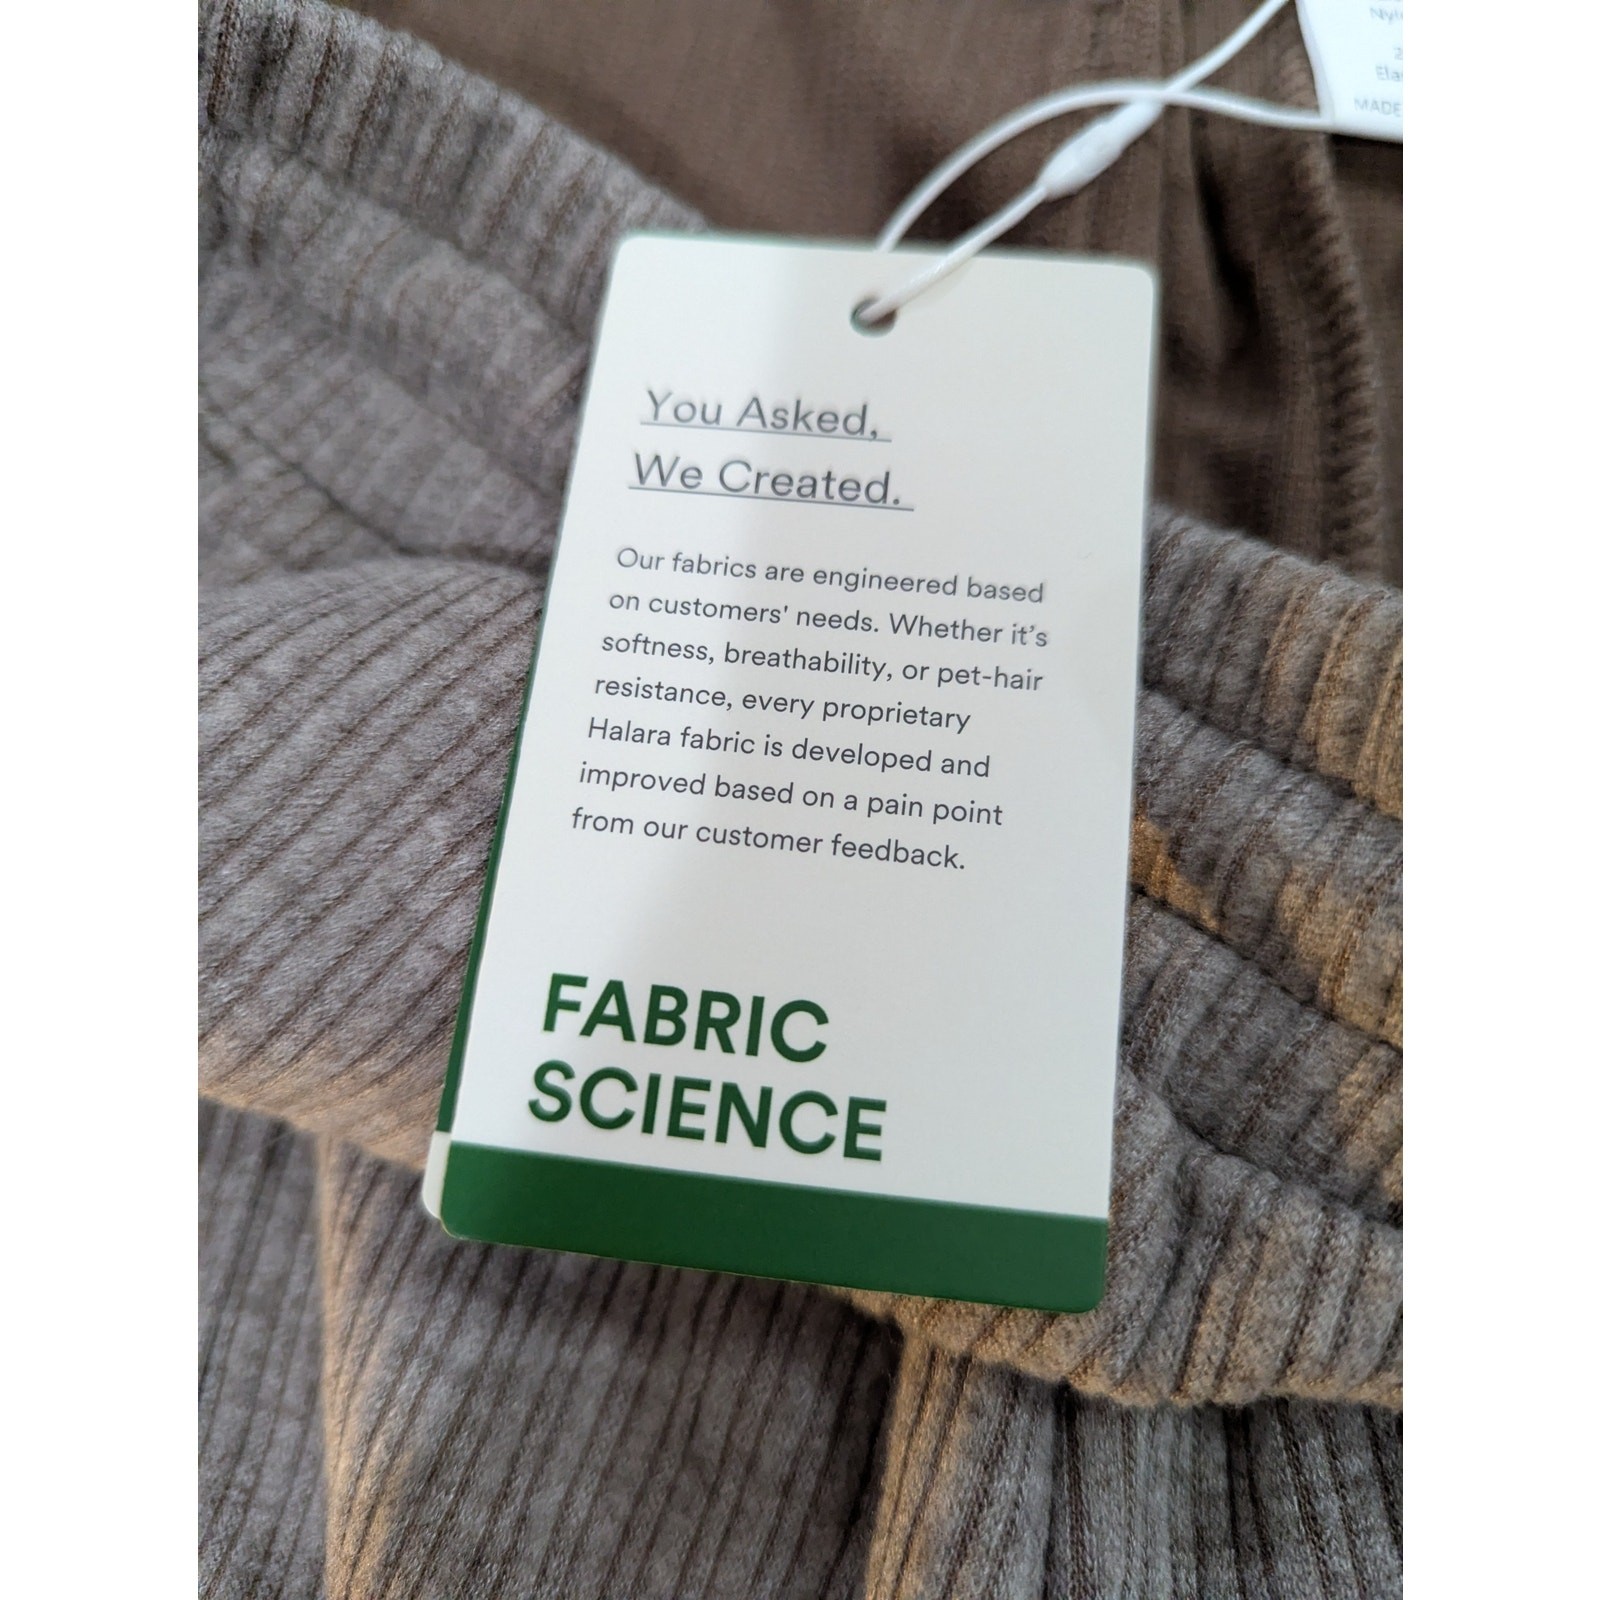 You Asked,
We Created.
Our fabrics are engineered based
on customers' needs. Whether it's
softness, breathability, or pet-hair
resistance, every proprietary
Halara fabric is developed and
improved based on a pain point
from our customer feedback.
FABRIC
SCIENCE
MADE